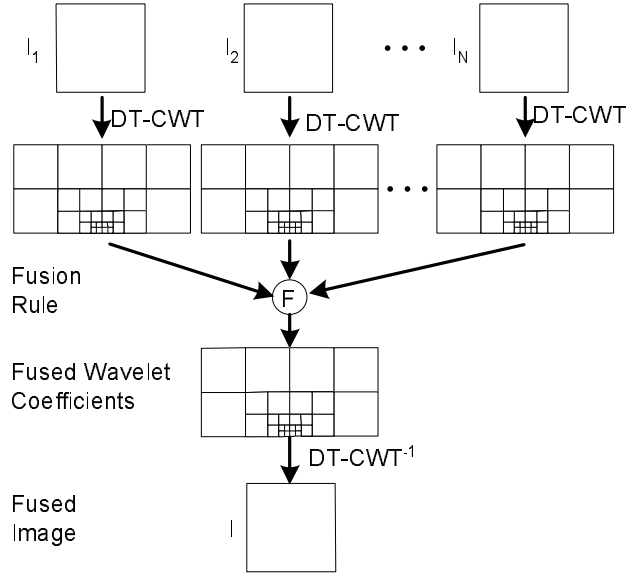 I1
I2
• • •
IN
DT-CWT
DT-CWT
DT-CWT
• • •
Fusion
Rule
F
Fused Wavelet
Coefficients
DT-CWT-1
Fused
Image
I